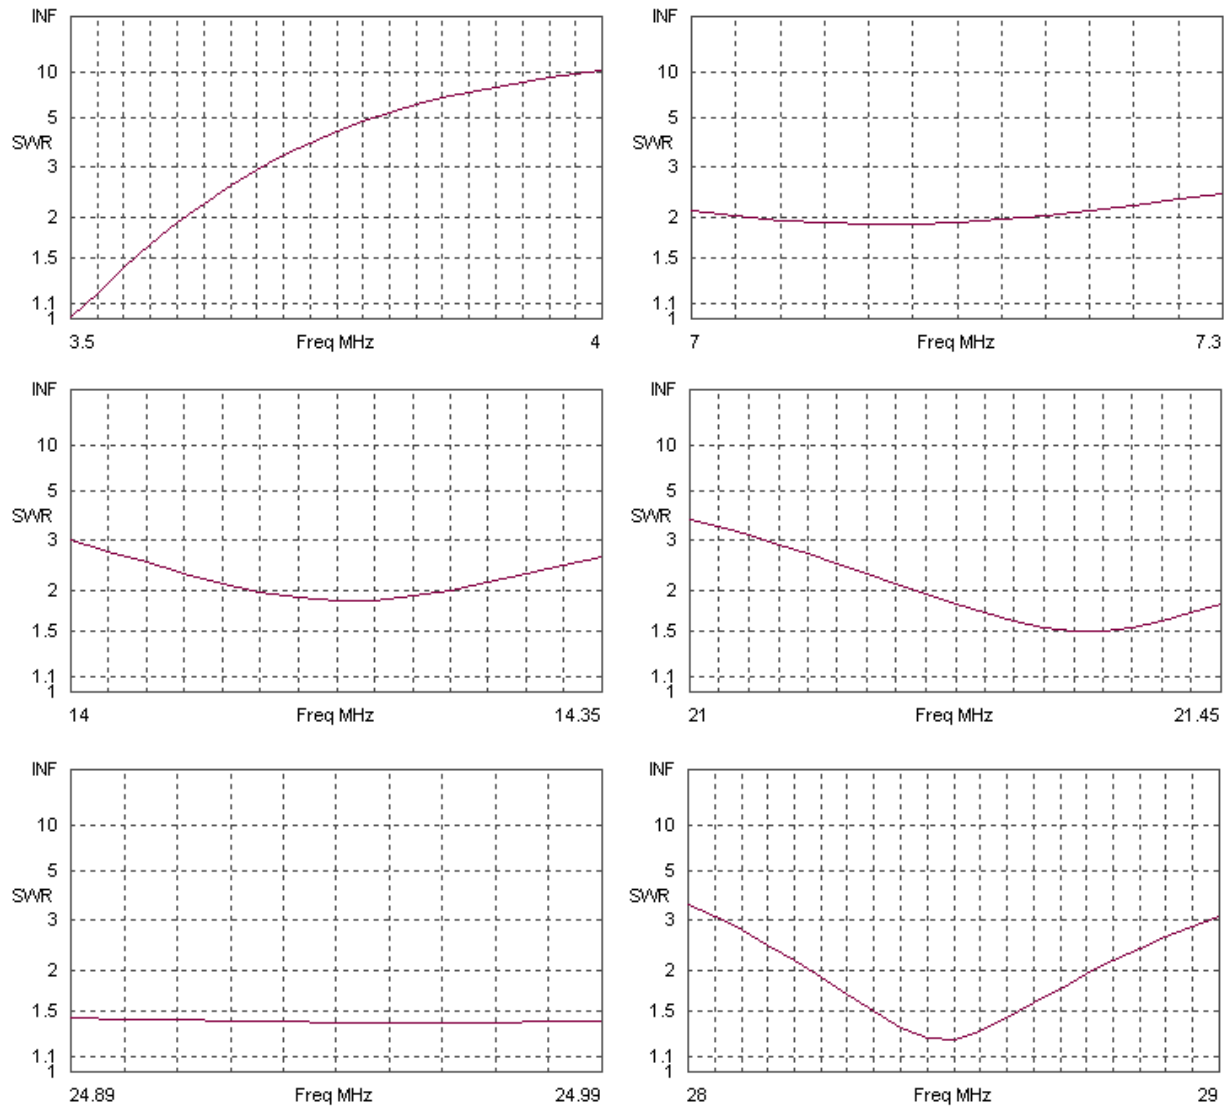 INF
10
5
SWR
3
2
1.5
1.1
1
3.5 Freq MHz 4
INF
10
5
SWR
3
2
1.5
1.1
1
7 Freq MHz 7.3
INF
10
5
SWR
3
2
1.5
1.1
1
14 Freq MHz 14.35
INF
10
5
SWR
3
2
1.5
1.1
1
21 Freq MHz 21.45
INF
10
5
SWR
3
2
1.5
1.1
1
24.89 Freq MHz 24.99
INF
10
5
SWR
3
2
1.5
1.1
1
28 Freq MHz 29